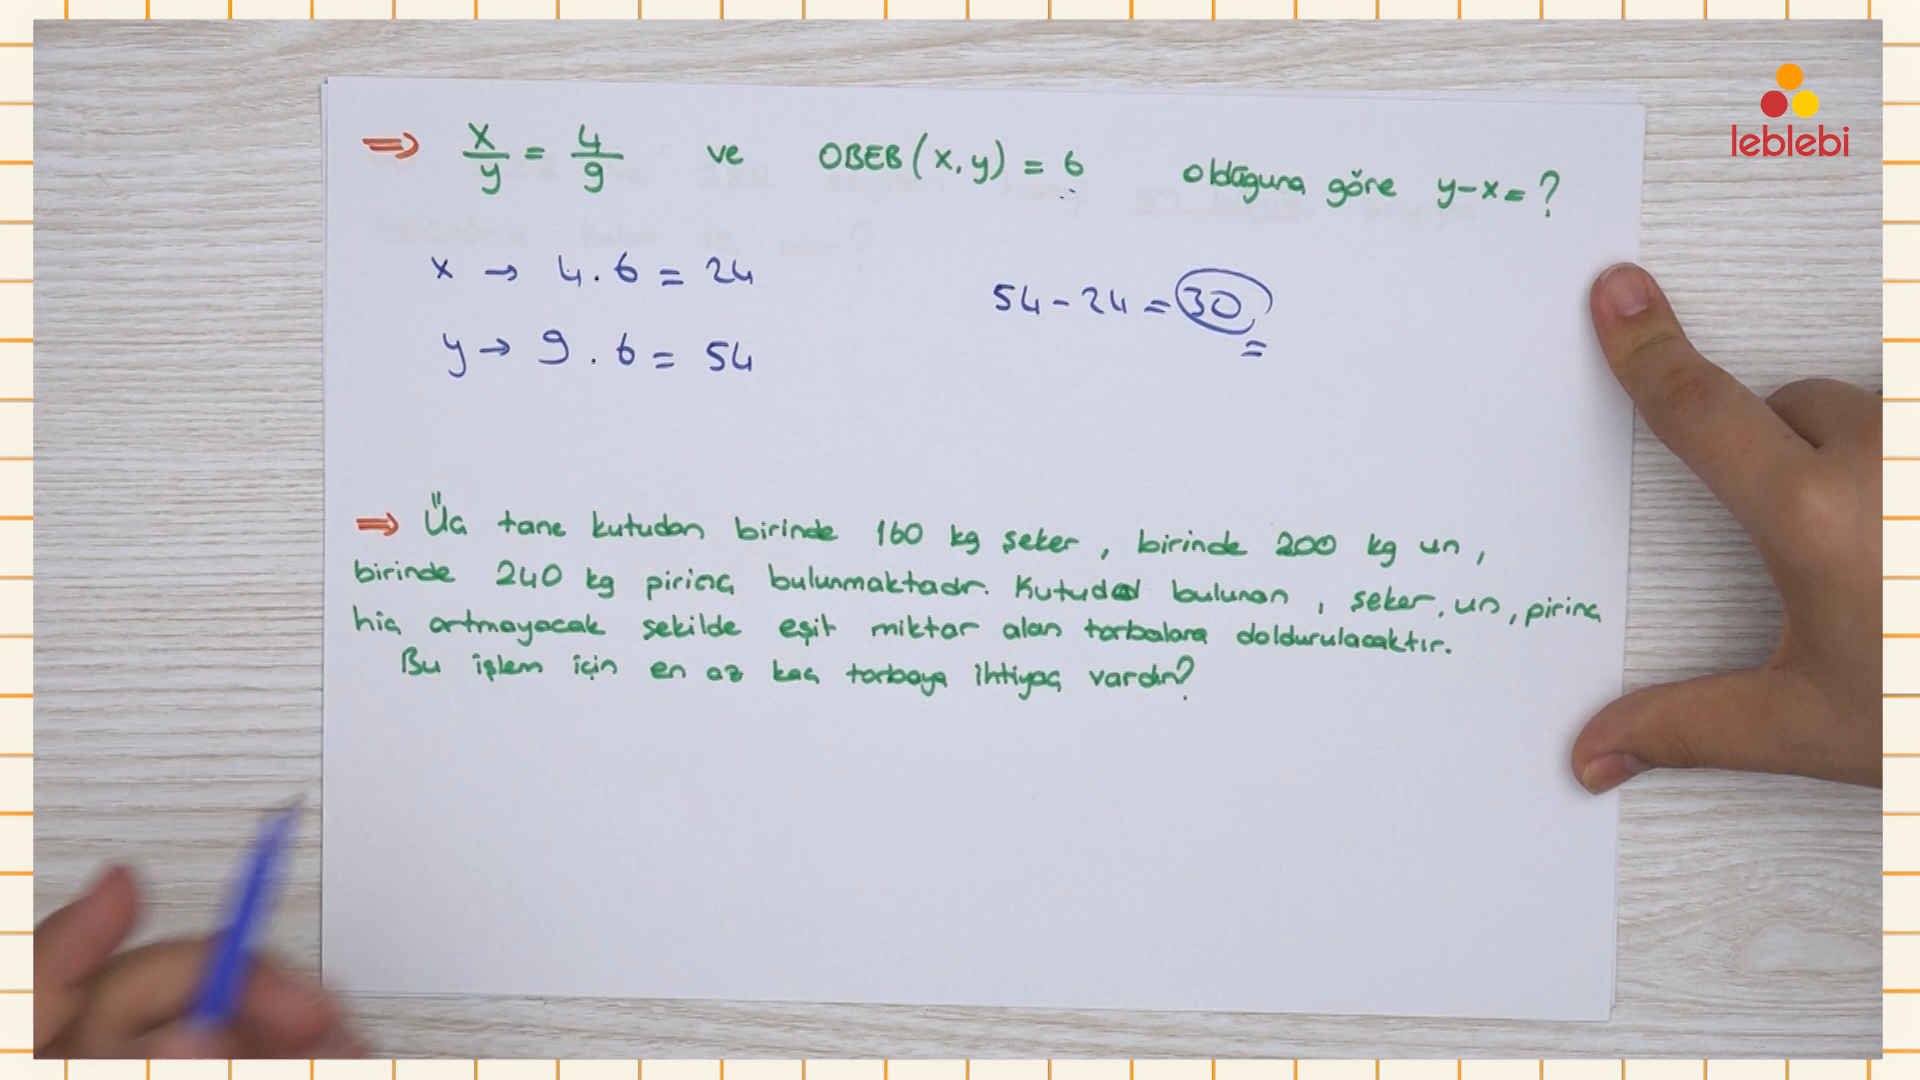 leblebi
⇒ x/y = 4/9 ve OBEB(x,y) = 6 olduğuna göre y-x=?
x → 4.6 = 24
54-24=30
y → 9.6= 54
⇒ Üç tane kutudan birinde 160 kg şeker, birinde 200 kg un,
birinde 240 kg pirinç bulunmaktadır. Kutuda bulunan, şeker, un, pirinç
hiç artmayacak şekilde eşit miktar alan torbalara doldurulacaktır.
Bu işlem için en az kaç torbaya ihtiyaç vardır?